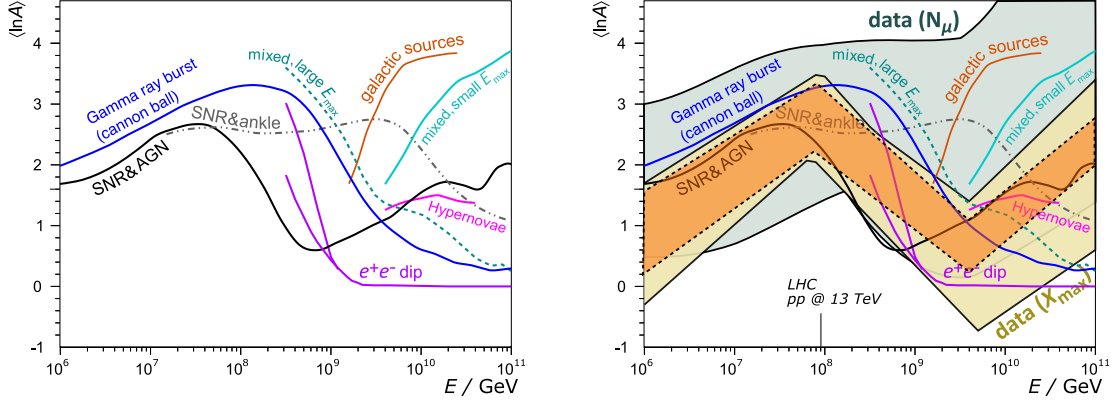 ⟨lnA⟩
4
3
2
1
0
-1
10⁶
10⁷
10⁸
10⁹
10¹⁰
10¹¹
E / GeV
Gamma ray burst
(cannon ball)
SNR&AGN
SNR&ankle
mixed, large E_max
galactic sources
mixed, small E_max
Hypernovae
e⁺e⁻ dip
⟨lnA⟩
4
3
2
1
0
-1
10⁶
10⁷
10⁸
10⁹
10¹⁰
10¹¹
E / GeV
data (N_μ)
Gamma ray burst
(cannon ball)
SNR&AGN
SNR&ankle
mixed, large E_max
galactic sources
mixed, small E_max
Hypernovae
e⁺e⁻ dip
data (X_max)
LHC
pp @ 13 TeV